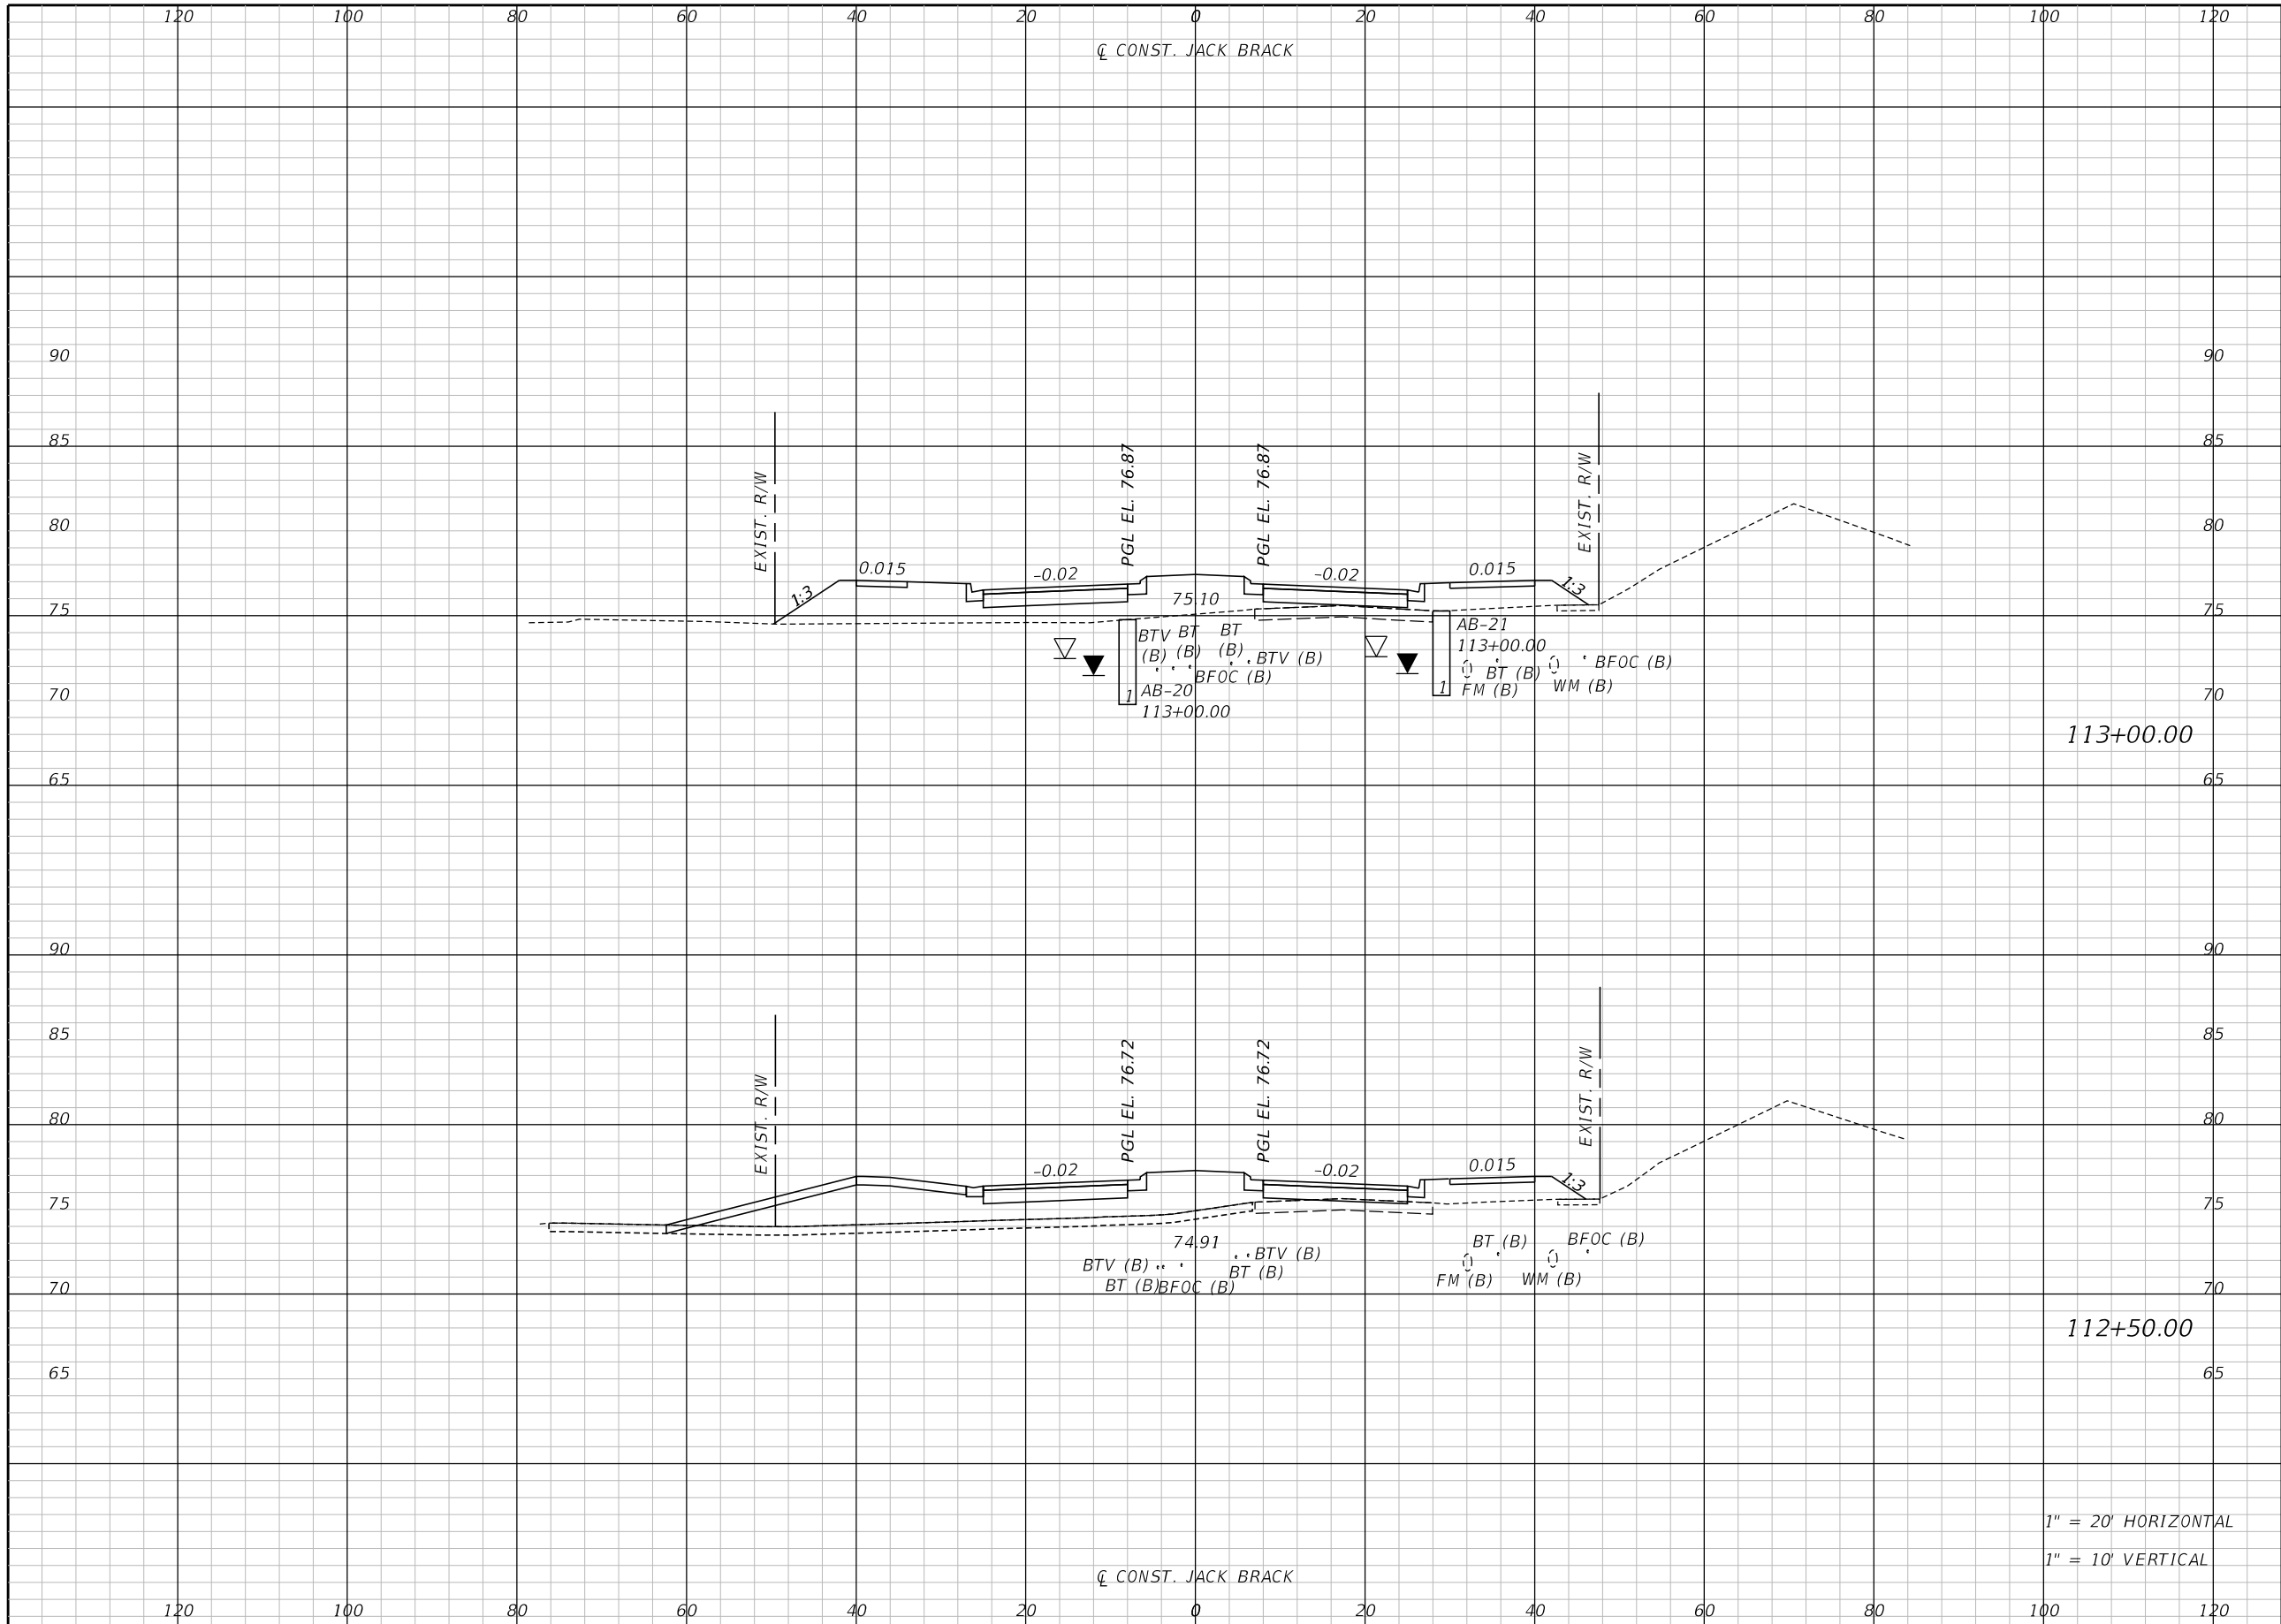 120 100 80 60 40 20 0 20 40 60 80 100 120
℄ CONST. JACK BRACK
90 90
85 85
EXIST. R/W
PGL EL. 76.87
PGL EL. 76.87
EXIST. R/W
80 80
0.015 -0.02 -0.02 0.015
1:3 1:3
75.10
75 75
BTV (B)
BT (B)
BT (B)
BTV (B)
BFOC (B)
1
AB-20
113+00.00
AB-21
113+00.00
1
BT (B)
FM (B)
WM (B)
BFOC (B)
70 70
113+00.00
65 65
90 90
85 85
EXIST. R/W
PGL EL. 76.72
PGL EL. 76.72
EXIST. R/W
80 80
-0.02 -0.02 0.015
1:3
75 75
74.91
BTV (B)
BT (B)
BFOC (B)
BTV (B)
BT (B)
BT (B)
FM (B)
BFOC (B)
WM (B)
70 70
112+50.00
65 65
1" = 20' HORIZONTAL
1" = 10' VERTICAL
℄ CONST. JACK BRACK
120 100 80 60 40 20 0 20 40 60 80 100 120